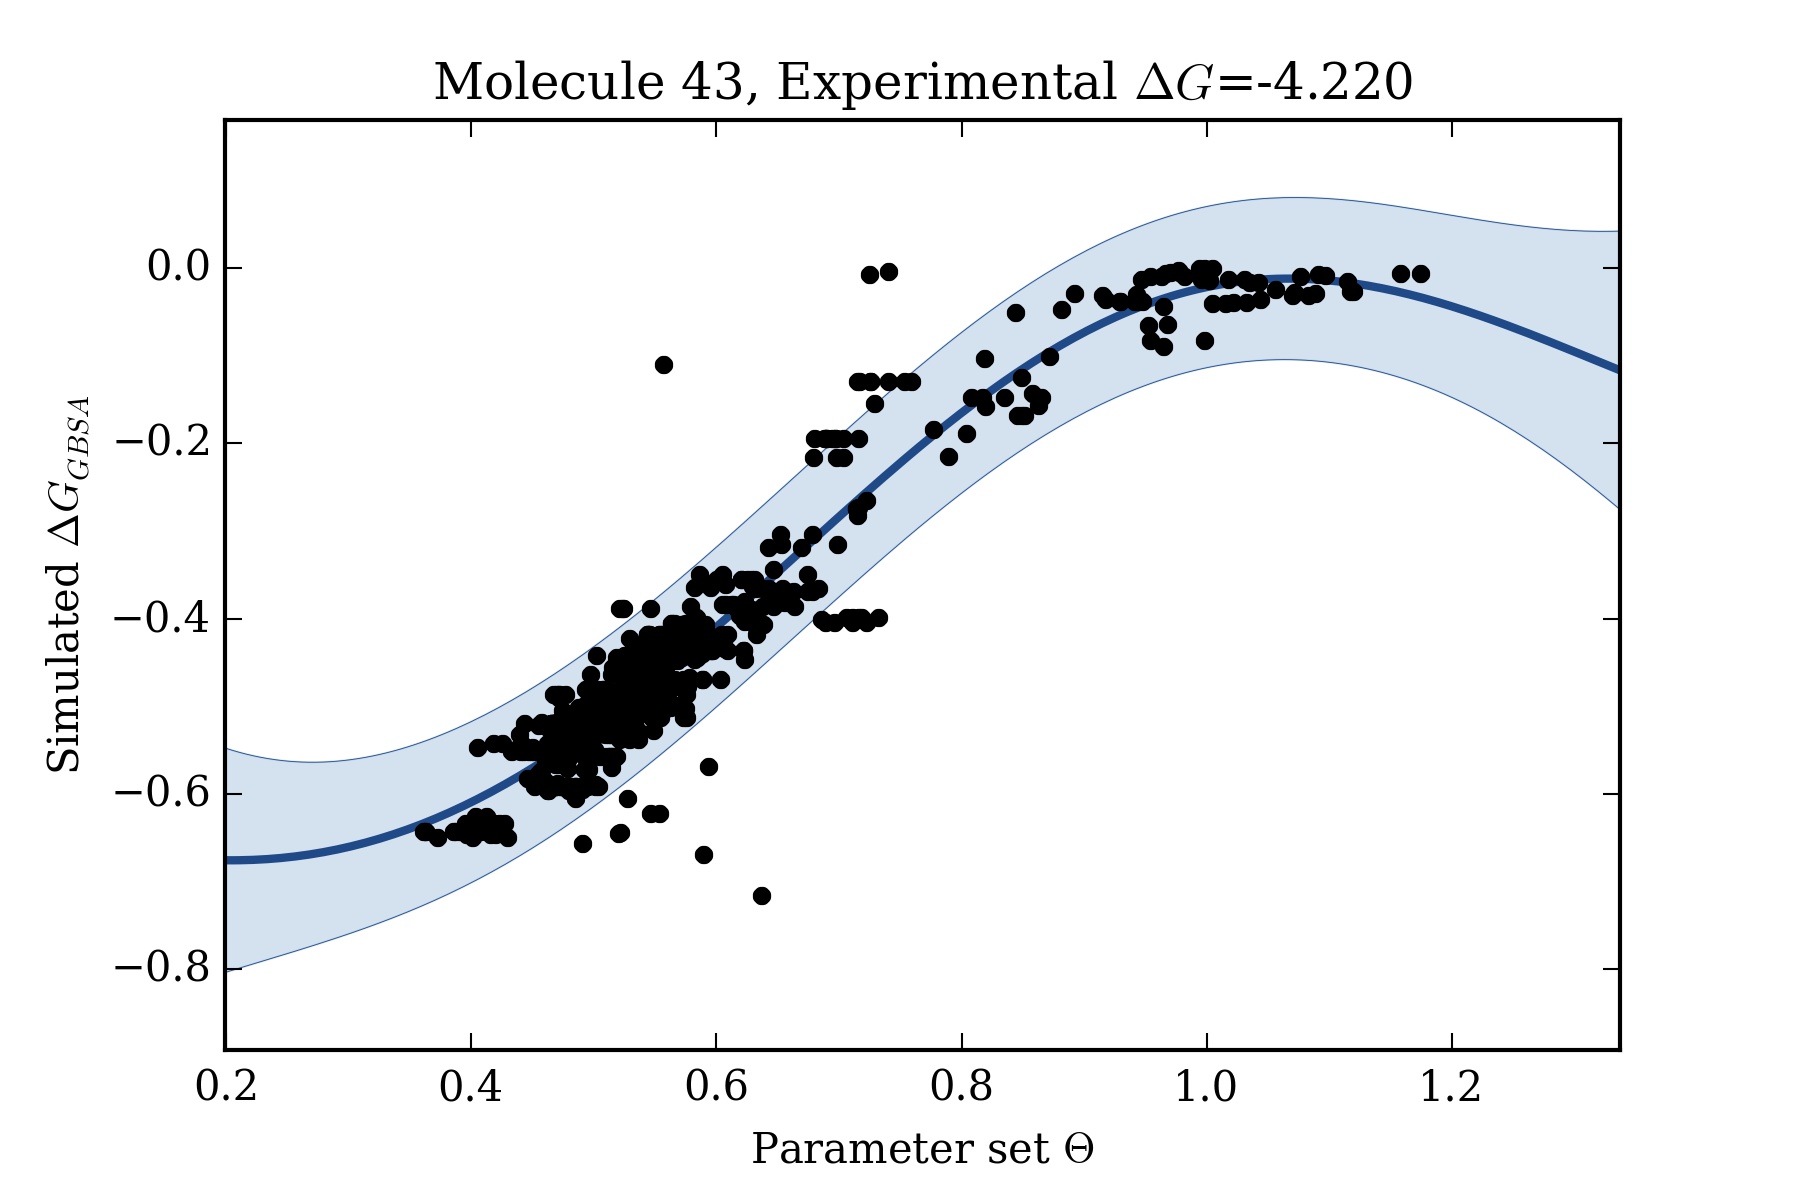 Molecule 43, Experimental ΔG=-4.220
Simulated ΔG_GBSA
0.0
−0.2
−0.4
−0.6
−0.8
0.2 0.4 0.6 0.8 1.0 1.2
Parameter set Θ